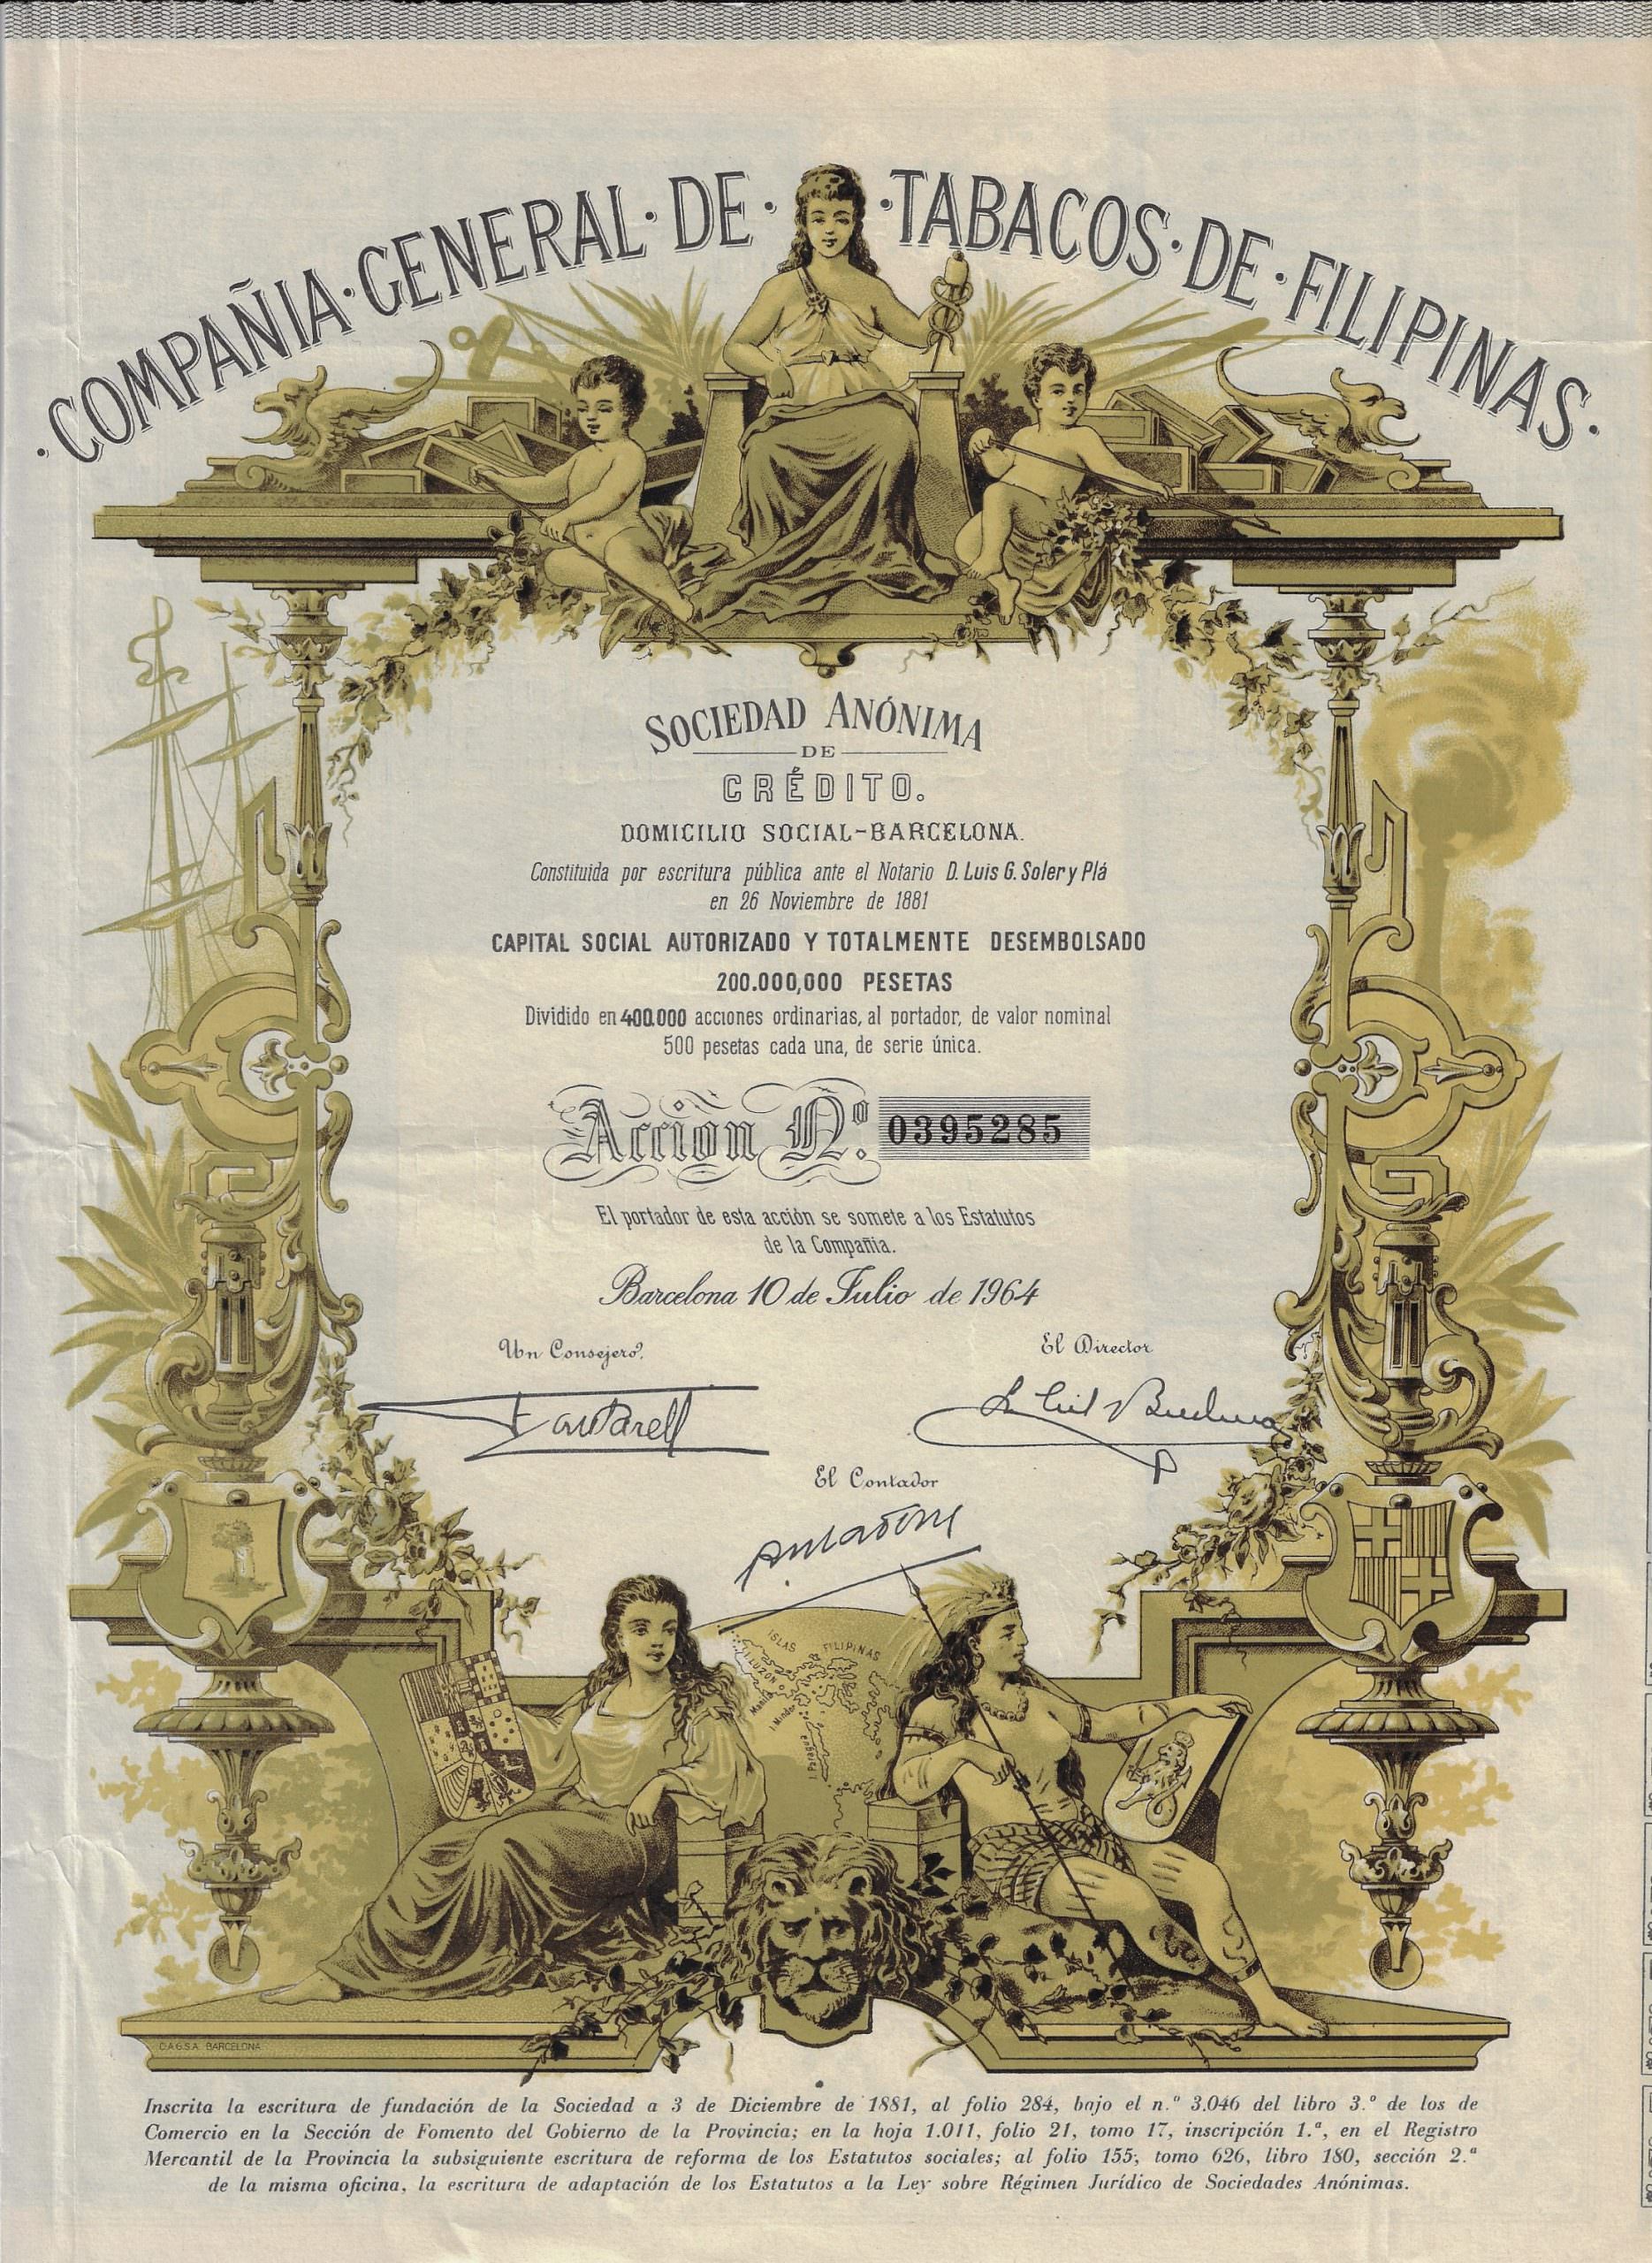 ·COMPAÑIA·GENERAL·DE· ·TABACOS·DE·FILIPINAS·
SOCIEDAD ANÓNIMA
DE
CRÉDITO.
DOMICILIO SOCIAL-BARCELONA.
Constituida por escritura pública ante el Notario D. Luis G. Soler y Plá
en 26 Noviembre de 1881
CAPITAL SOCIAL AUTORIZADO Y TOTALMENTE DESEMBOLSADO
200.000,000 PESETAS
Dividido en 400.000 acciones ordinarias, al portador, de valor nominal
500 pesetas cada una, de serie única.
Acción Nº. 0395285
El portador de esta acción se somete a los Estatutos
de la Compañia.
Barcelona 10 de Julio de 1964
Un Consejero?,
El Director
El Contador
ISLAS FILIPINAS
I. LUZON
Manila
I. Mindor
I. Paragua
C.A.G.S.A. BARCELONA
Inscrita la escritura de fundación de la Sociedad a 3 de Diciembre de 1881, al folio 284, bajo el n.º 3.046 del libro 3.º de los de
Comercio en la Sección de Fomento del Gobierno de la Provincia; en la hoja 1.011, folio 21, tomo 17, inscripción 1.ª, en el Registro
Mercantil de la Provincia la subsiguiente escritura de reforma de los Estatutos sociales; al folio 155, tomo 626, libro 180, sección 2.ª
de la misma oficina, la escritura de adaptación de los Estatutos a la Ley sobre Régimen Jurídico de Sociedades Anónimas.